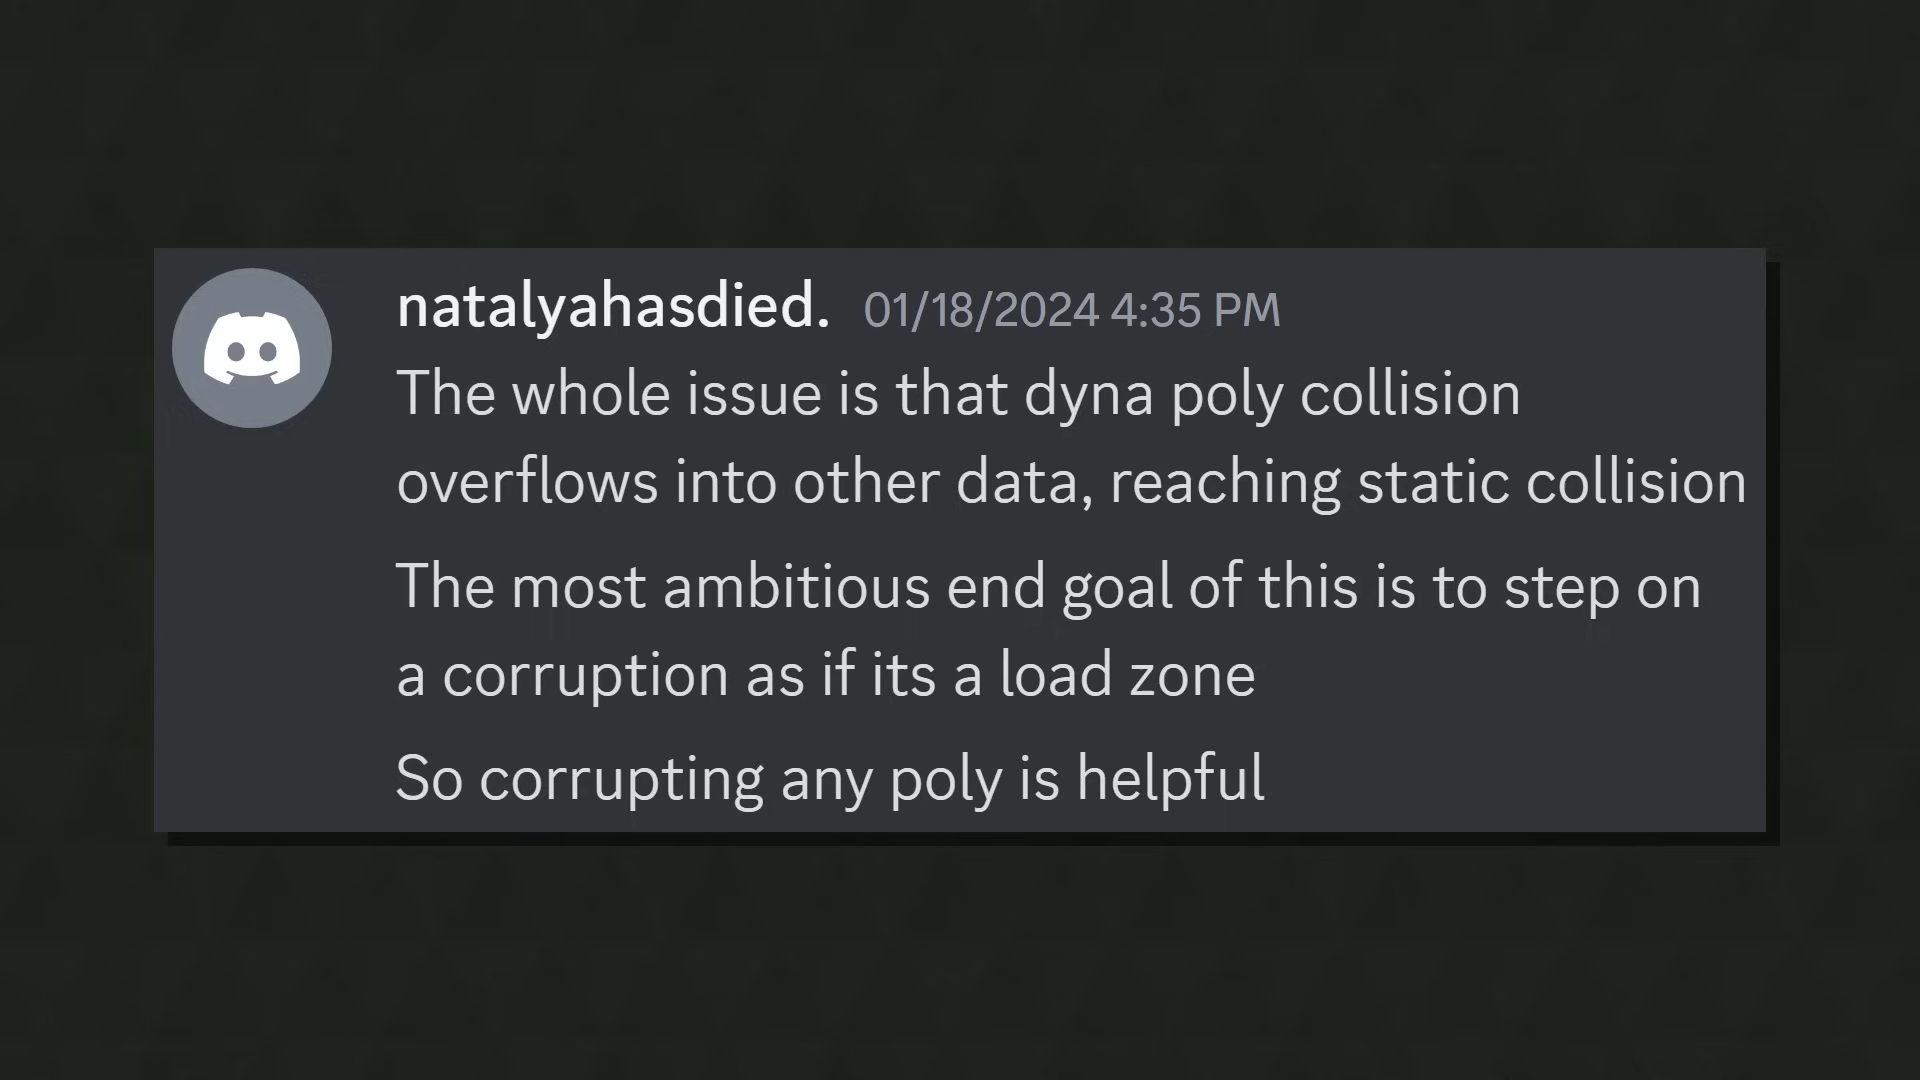 natalyahasdied. 01/18/2024 4:35 PM
The whole issue is that dyna poly collision
overflows into other data, reaching static collision
The most ambitious end goal of this is to step on
a corruption as if its a load zone
So corrupting any poly is helpful